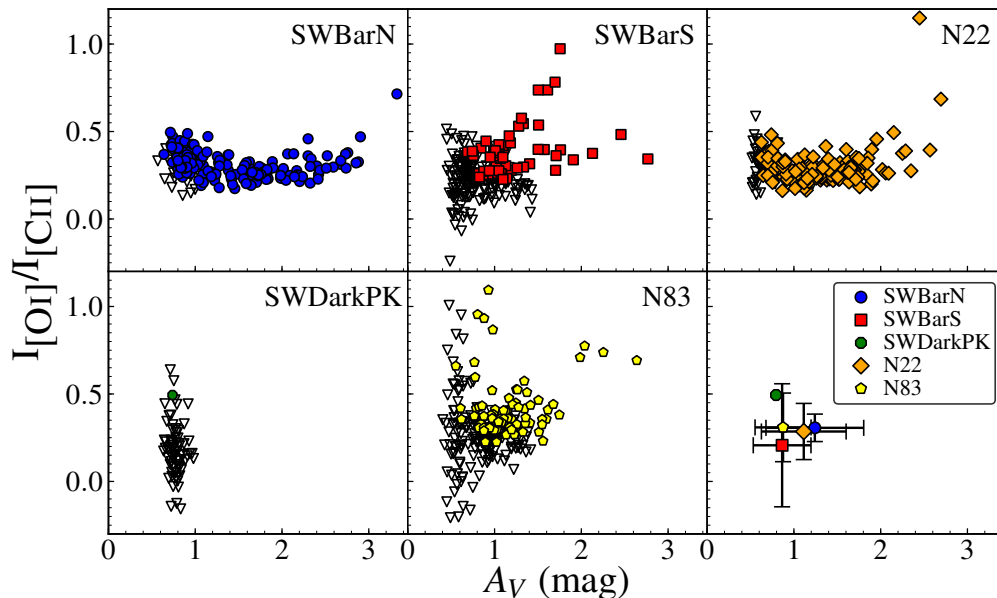 SWBarN
SWBarS
N22
1.0
0.5
0.0
I[OI]/I[CII]
SWDarkPK
N83
1.0
0.5
0.0
SWBarN
SWBarS
SWDarkPK
N22
N83
0 1 2 3 0 1 2 3 0 1 2 3
A_V (mag)